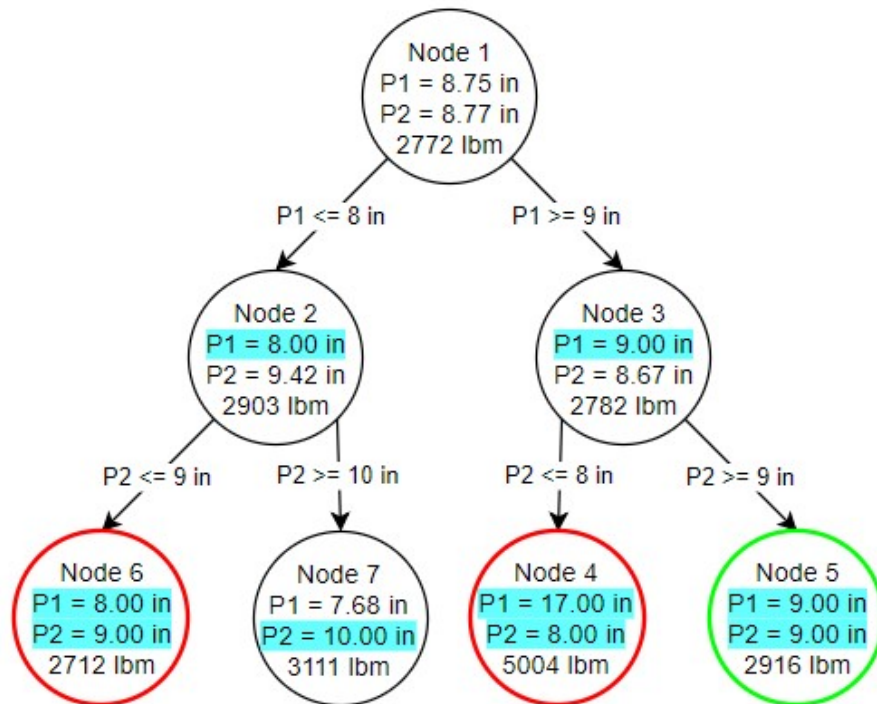 Node 1
P1 = 8.75 in
P2 = 8.77 in
2772 lbm
P1 <= 8 in
P1 >= 9 in
Node 2
P1 = 8.00 in
P2 = 9.42 in
2903 lbm
Node 3
P1 = 9.00 in
P2 = 8.67 in
2782 lbm
P2 <= 9 in
P2 >= 10 in
P2 <= 8 in
P2 >= 9 in
Node 6
P1 = 8.00 in
P2 = 9.00 in
2712 lbm
Node 7
P1 = 7.68 in
P2 = 10.00 in
3111 lbm
Node 4
P1 = 17.00 in
P2 = 8.00 in
5004 lbm
Node 5
P1 = 9.00 in
P2 = 9.00 in
2916 lbm